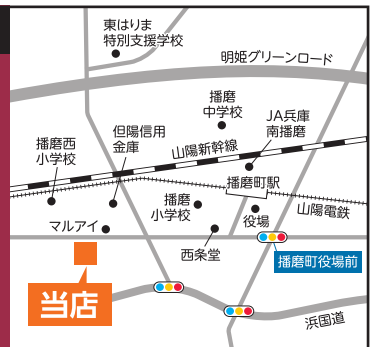 東はりま
特別支援学校
明姫グリーンロード
播磨
中学校
JA兵庫
南播磨
但陽信用
金庫
山陽新幹線
播磨西
小学校
播磨町駅
播磨
小学校
役場
山陽電鉄
マルアイ
西条堂
播磨町役場前
当店
浜国道